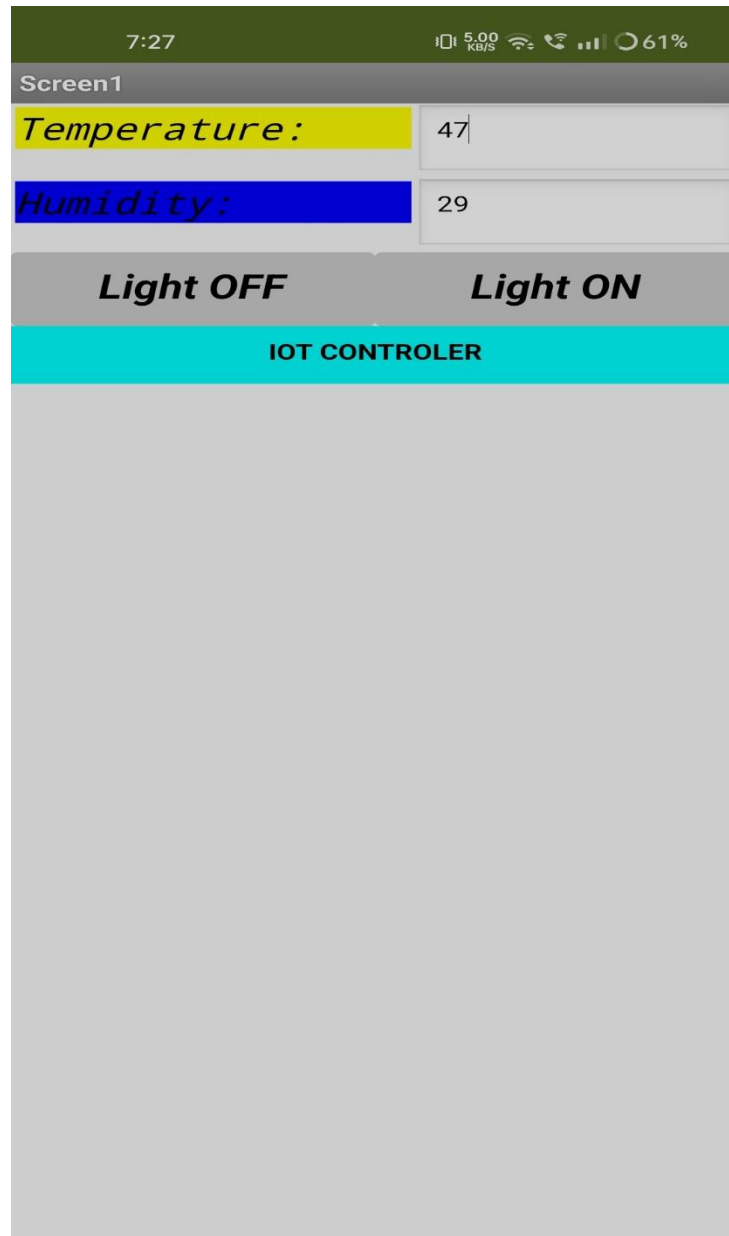 7:27 5.00 KB/S 61%
Screen1
Temperature: 47
Humidity: 29
Light OFF Light ON
IOT CONTROLER